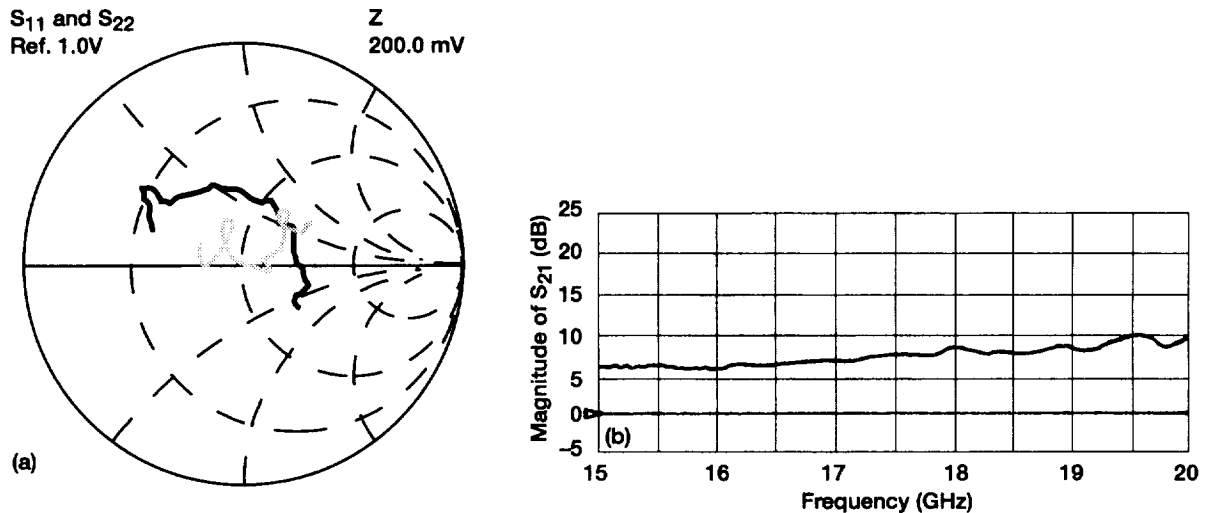 S11 and S22
Ref. 1.0V
Z
200.0 mV
(a)
Magnitude of S21 (dB)
25
20
15
10
5
0
–5
(b)
15
16
17
18
19
20
Frequency (GHz)